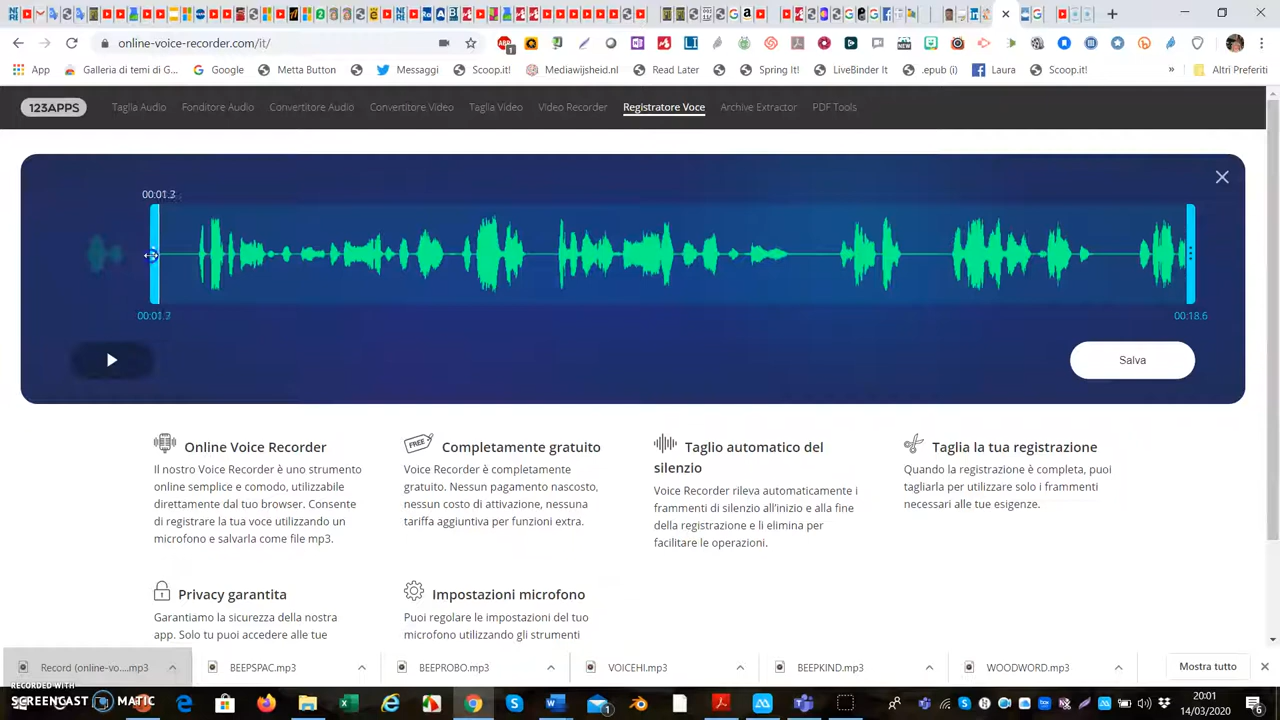 online-voice-recorder.com/it/
App
Galleria di temi di G...
Google
Metta Button
Messaggi
Scoop.it!
Mediawijsheid.nl
Read Later
Spring It!
LiveBinder It
.epub (i)
Laura
Scoop.it!
»
Altri Preferiti
123APPS
Taglia Audio
Fonditore Audio
Convertitore Audio
Convertitore Video
Taglia Video
Video Recorder
Registratore Voce
Archive Extractor
PDF Tools
00:01.3
00:01.3
00:18.6
Salva
Online Voice Recorder
Il nostro Voice Recorder è uno strumento
online semplice e comodo, utilizzabile
direttamente dal tuo browser. Consente
di registrare la tua voce utilizzando un
microfono e salvarla come file mp3.
FREE
Completamente gratuito
Voice Recorder è completamente
gratuito. Nessun pagamento nascosto,
nessun costo di attivazione, nessuna
tariffa aggiuntiva per funzioni extra.
Taglio automatico del
silenzio
Voice Recorder rileva automaticamente i
frammenti di silenzio all'inizio e alla fine
della registrazione e li elimina per
facilitare le operazioni.
Taglia la tua registrazione
Quando la registrazione è completa, puoi
tagliarla per utilizzare solo i frammenti
necessari alle tue esigenze.
Privacy garantita
Garantiamo la sicurezza della nostra
app. Solo tu puoi accedere alle tue
Impostazioni microfono
Puoi regolare le impostazioni del tuo
microfono utilizzando gli strumenti
Record (online-vo....mp3
BEEPSPAC.mp3
BEEPROBO.mp3
VOICEHI.mp3
BEEPKIND.mp3
WOODWORD.mp3
Mostra tutto
RECORDED WITH
SCREENCAST MATIC
20:01
14/03/2020